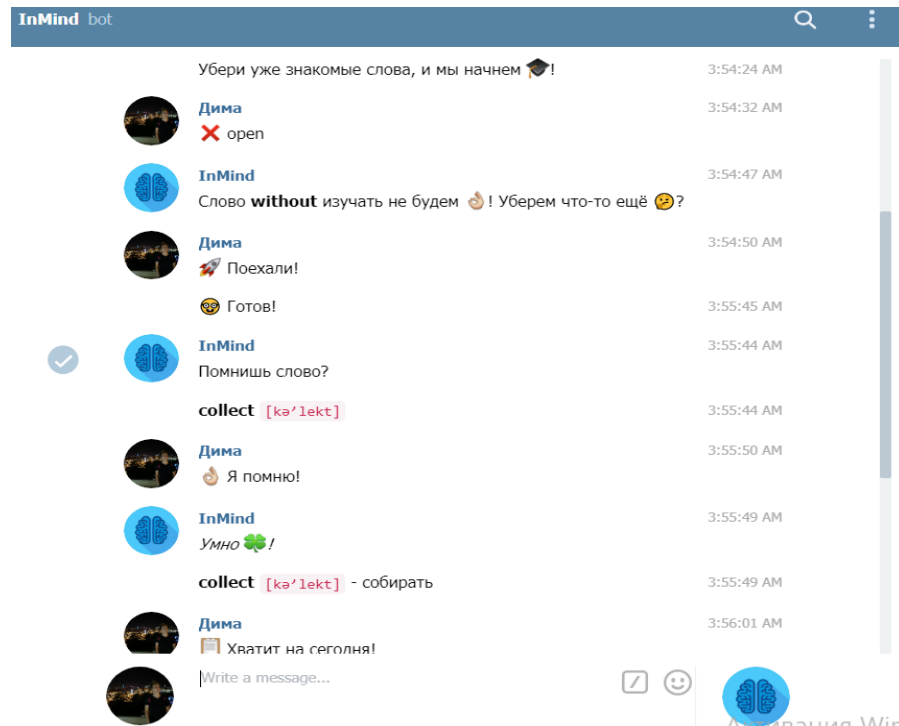 InMind bot
Убери уже знакомые слова, и мы начнем 🎓! 3:54:24 AM
Дима 3:54:32 AM
❌ open
InMind 3:54:47 AM
Слово without изучать не будем 👌🏼! Уберем что-то ещё 🤔?
Дима 3:54:50 AM
🚀 Поехали!
🤓 Готов! 3:55:45 AM
InMind 3:55:44 AM
Помнишь слово?
collect [kə′lekt] 3:55:44 AM
Дима 3:55:50 AM
👌🏼 Я помню!
InMind 3:55:49 AM
Умно 🍀!
collect [kə′lekt] - собирать 3:55:49 AM
Дима 3:56:01 AM
📋 Хватит на сегодня!
Write a message...